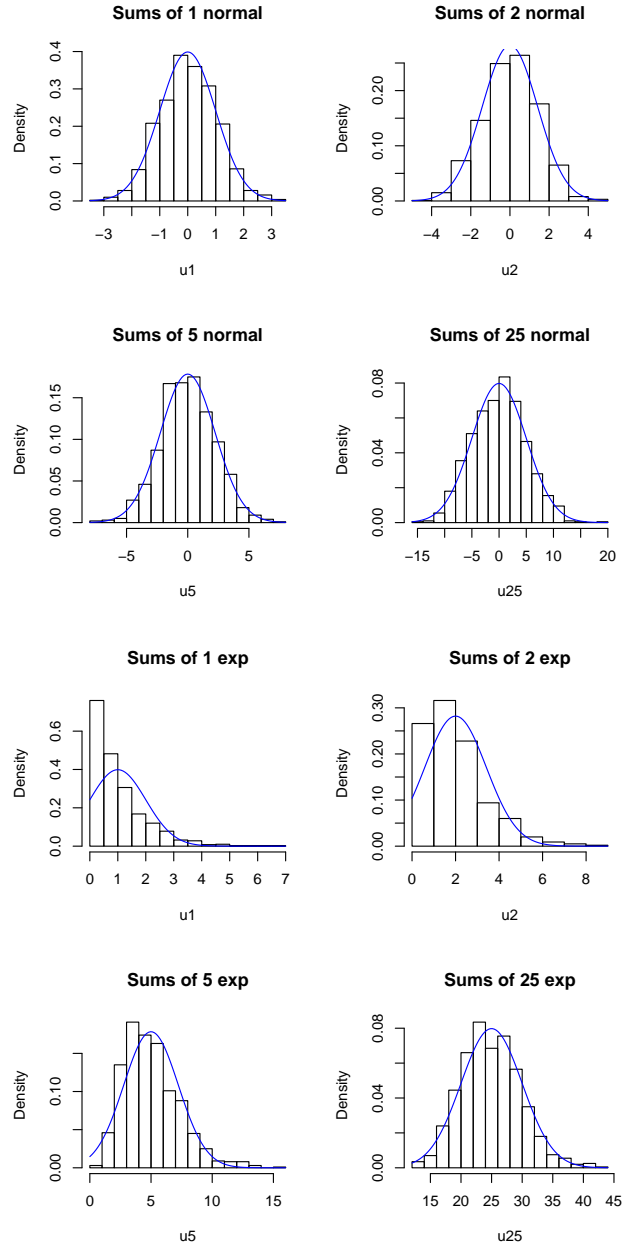 Sums of 1 normal
Density
0.0 0.1 0.2 0.3 0.4
−3 −1 0 1 2 3
u1
Sums of 2 normal
Density
0.00 0.10 0.20
−4 −2 0 2 4
u2
Sums of 5 normal
Density
0.00 0.05 0.10 0.15
−5 0 5
u5
Sums of 25 normal
Density
0.00 0.04 0.08
−15 −5 0 5 10 20
u25
Sums of 1 exp
Density
0.0 0.2 0.4 0.6
0 1 2 3 4 5 6 7
u1
Sums of 2 exp
Density
0.00 0.10 0.20 0.30
0 2 4 6 8
u2
Sums of 5 exp
Density
0.00 0.10
0 5 10 15
u5
Sums of 25 exp
Density
0.00 0.04 0.08
15 20 25 30 35 40 45
u25